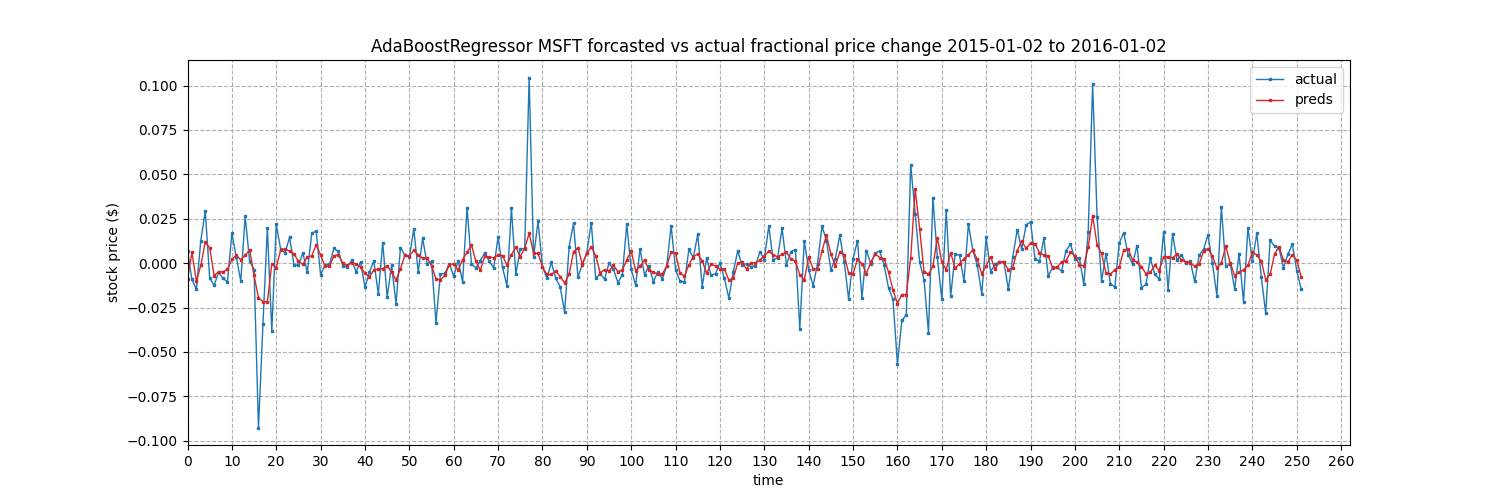 AdaBoostRegressor MSFT forcasted vs actual fractional price change 2015-01-02 to 2016-01-02
actual
preds
stock price ($)
0.100
0.075
0.050
0.025
0.000
−0.025
−0.050
−0.075
−0.100
0 10 20 30 40 50 60 70 80 90 100 110 120 130 140 150 160 170 180 190 200 210 220 230 240 250 260
time